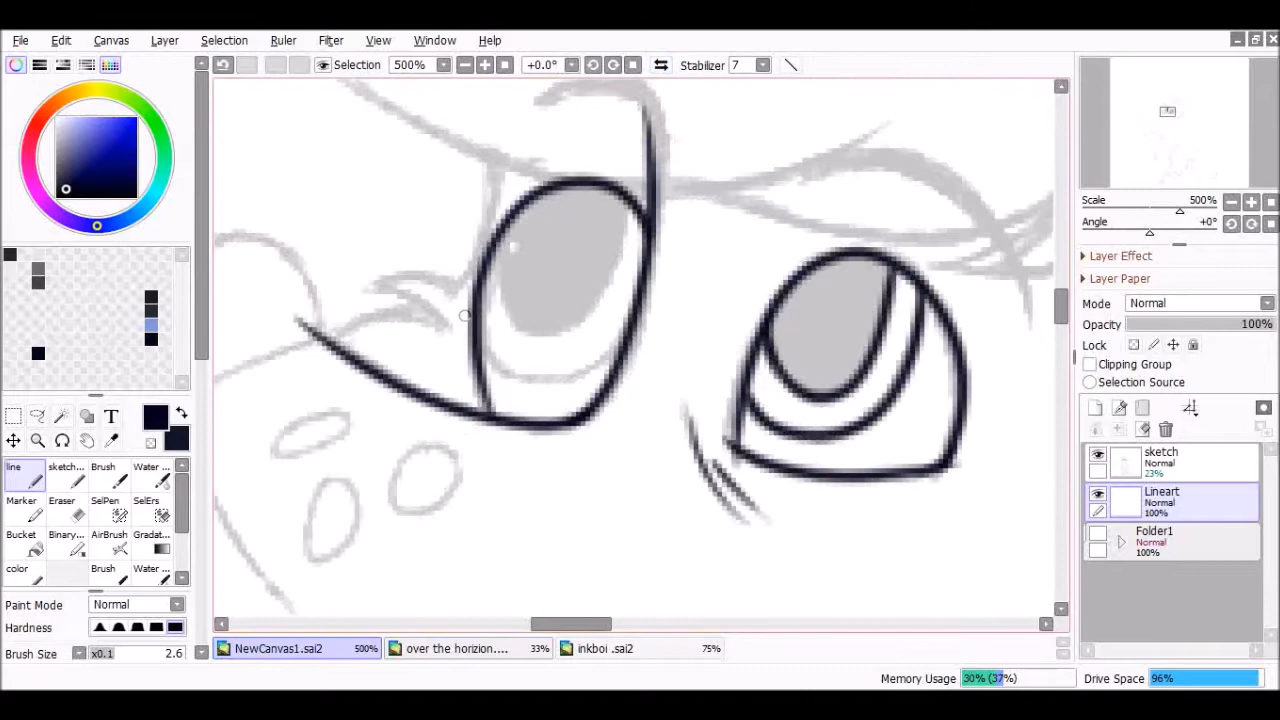 File Edit Canvas Layer Selection Ruler Filter View Window Help
Selection 500% +0.0° Stabilizer 7
Scale 500%
Angle +0°
Layer Effect
Layer Paper
Mode Normal
Opacity 100%
Lock
Clipping Group
Selection Source
T
line sketch... Brush Water ...
Marker Eraser SelPen SelErs
Bucket Binary... AirBrush Gradat...
color Brush Water ...
Paint Mode Normal
Hardness
Brush Size x0.1 2.6
sketch
Normal
23%
Lineart
Normal
100%
Folder1
Normal
100%
NewCanvas1.sai2 500% over the horizion.... 33% inkboi .sai2 75%
Memory Usage 30% (37%) Drive Space 96%